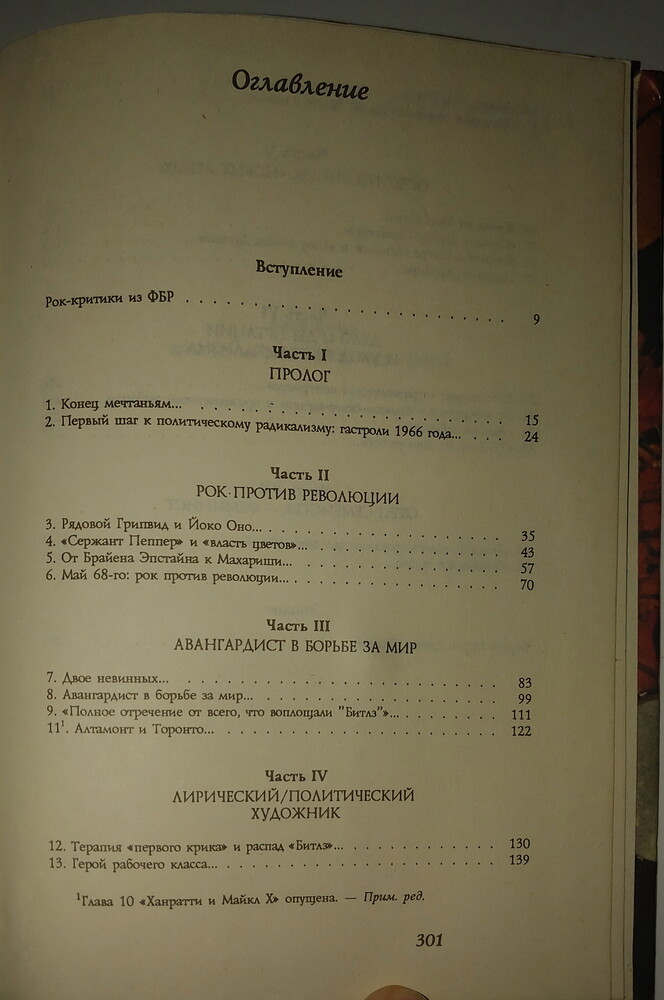 Оглавление
Вступление
Рок-критики из ФБР . . . . . . . . . . . . . . . . . . . . 9
Часть I
ПРОЛОГ
1. Конец мечтаньям... . . . . . . . . . . . . . . . . . . 15
2. Первый шаг к политическому радикализму: гастроли 1966 года... . . . 24
Часть II
РОК ПРОТИВ РЕВОЛЮЦИИ
3. Рядовой Грипвид и Йоко Оно... . . . . . . . . . . . . . 35
4. «Сержант Пеппер» и «власть цветов»... . . . . . . . . . . 43
5. От Брайена Эпстайна к Махариши... . . . . . . . . . . . 57
6. Май 68-го: рок против революции... . . . . . . . . . . . 70
Часть III
АВАНГАРДИСТ В БОРЬБЕ ЗА МИР
7. Двое невинных... . . . . . . . . . . . . . . . . . . 83
8. Авангардист в борьбе за мир... . . . . . . . . . . . . 99
9. «Полное отречение от всего, что воплощали "Битлз"»... . . . . . . 111
11¹. Алтамонт и Торонто... . . . . . . . . . . . . . . . 122
Часть IV
ЛИРИЧЕСКИЙ/ПОЛИТИЧЕСКИЙ
ХУДОЖНИК
12. Терапия «первого крика» и распад «Битлз»... . . . . . . . . . 130
13. Герой рабочего класса... . . . . . . . . . . . . . . . 139
¹Глава 10 «Ханратти и Майкл Х» опущена. — Прим. ред.
301